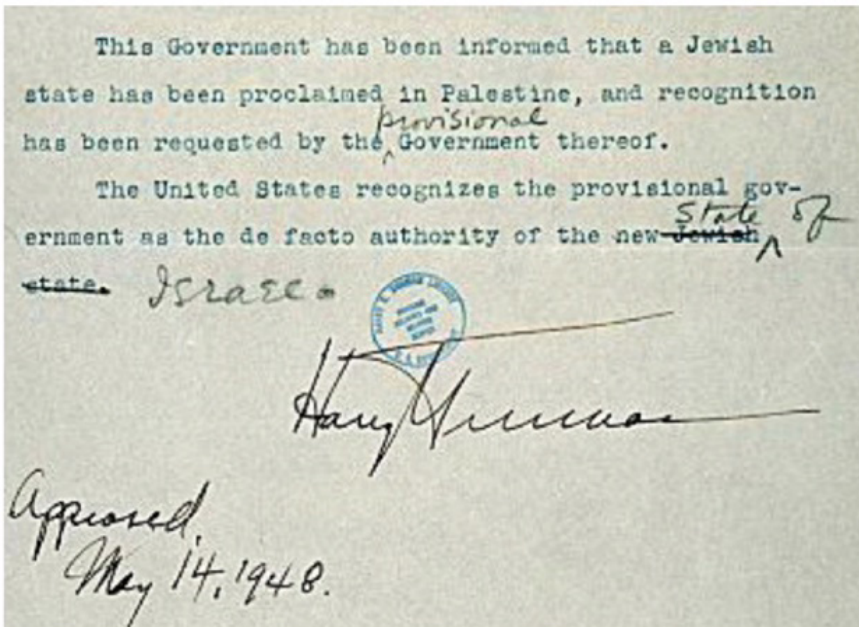 This Government has been informed that a Jewish
state has been proclaimed in Palestine, and recognition
provisional
has been requested by the Government thereof.
The United States recognizes the provisional gov-
State of
ernment as the de facto authority of the new Jewish
state. Israel.
Harry Truman
Approved,
May 14, 1948.